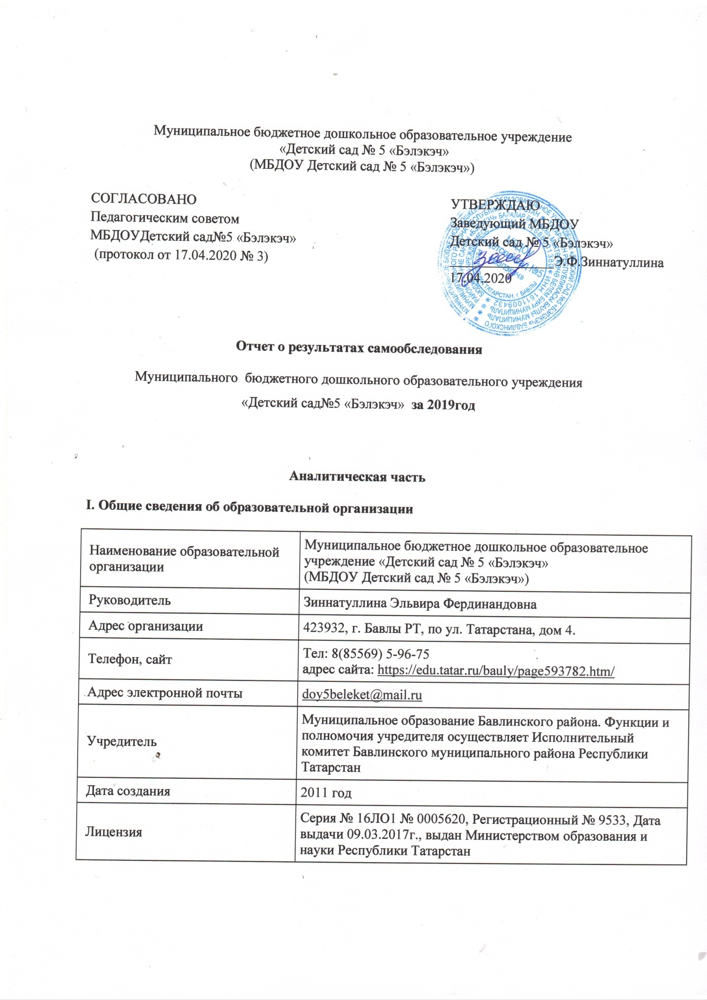 Муниципальное бюджетное дошкольное образовательное учреждение
«Детский сад № 5 «Бэлэкэч»
(МБДОУ Детский сад № 5 «Бэлэкэч»)
СОГЛАСОВАНО
Педагогическим советом
МБДОУДетский сад№5 «Бэлэкэч»
(протокол от 17.04.2020 № 3)
УТВЕРЖДАЮ
Заведующий МБДОУ
Детский сад № 5 «Бэлэкэч»
Э.Ф.Зиннатуллина
17.04.2020
Отчет о результатах самообследования
Муниципального бюджетного дошкольного образовательного учреждения
«Детский сад№5 «Бэлэкэч» за 2019год
Аналитическая часть
I. Общие сведения об образовательной организации
Наименование образовательной
организации
Муниципальное бюджетное дошкольное образовательное
учреждение «Детский сад № 5 «Бэлэкэч»
(МБДОУ Детский сад № 5 «Бэлэкэч»)
Руководитель
Зиннатуллина Эльвира Фердинандовна
Адрес организации
423932, г. Бавлы РТ, по ул. Татарстана, дом 4.
Телефон, сайт
Тел: 8(85569) 5-96-75
адрес сайта: https://edu.tatar.ru/bauly/page593782.htm/
Адрес электронной почты
doy5beleket@mail.ru
Учредитель
Муниципальное образование Бавлинского района. Функции и
полномочия учредителя осуществляет Исполнительный
комитет Бавлинского муниципального района Республики
Татарстан
Дата создания
2011 год
Лицензия
Серия № 16ЛО1 № 0005620, Регистрационный № 9533, Дата
выдачи 09.03.2017г., выдан Министерством образования и
науки Республики Татарстан